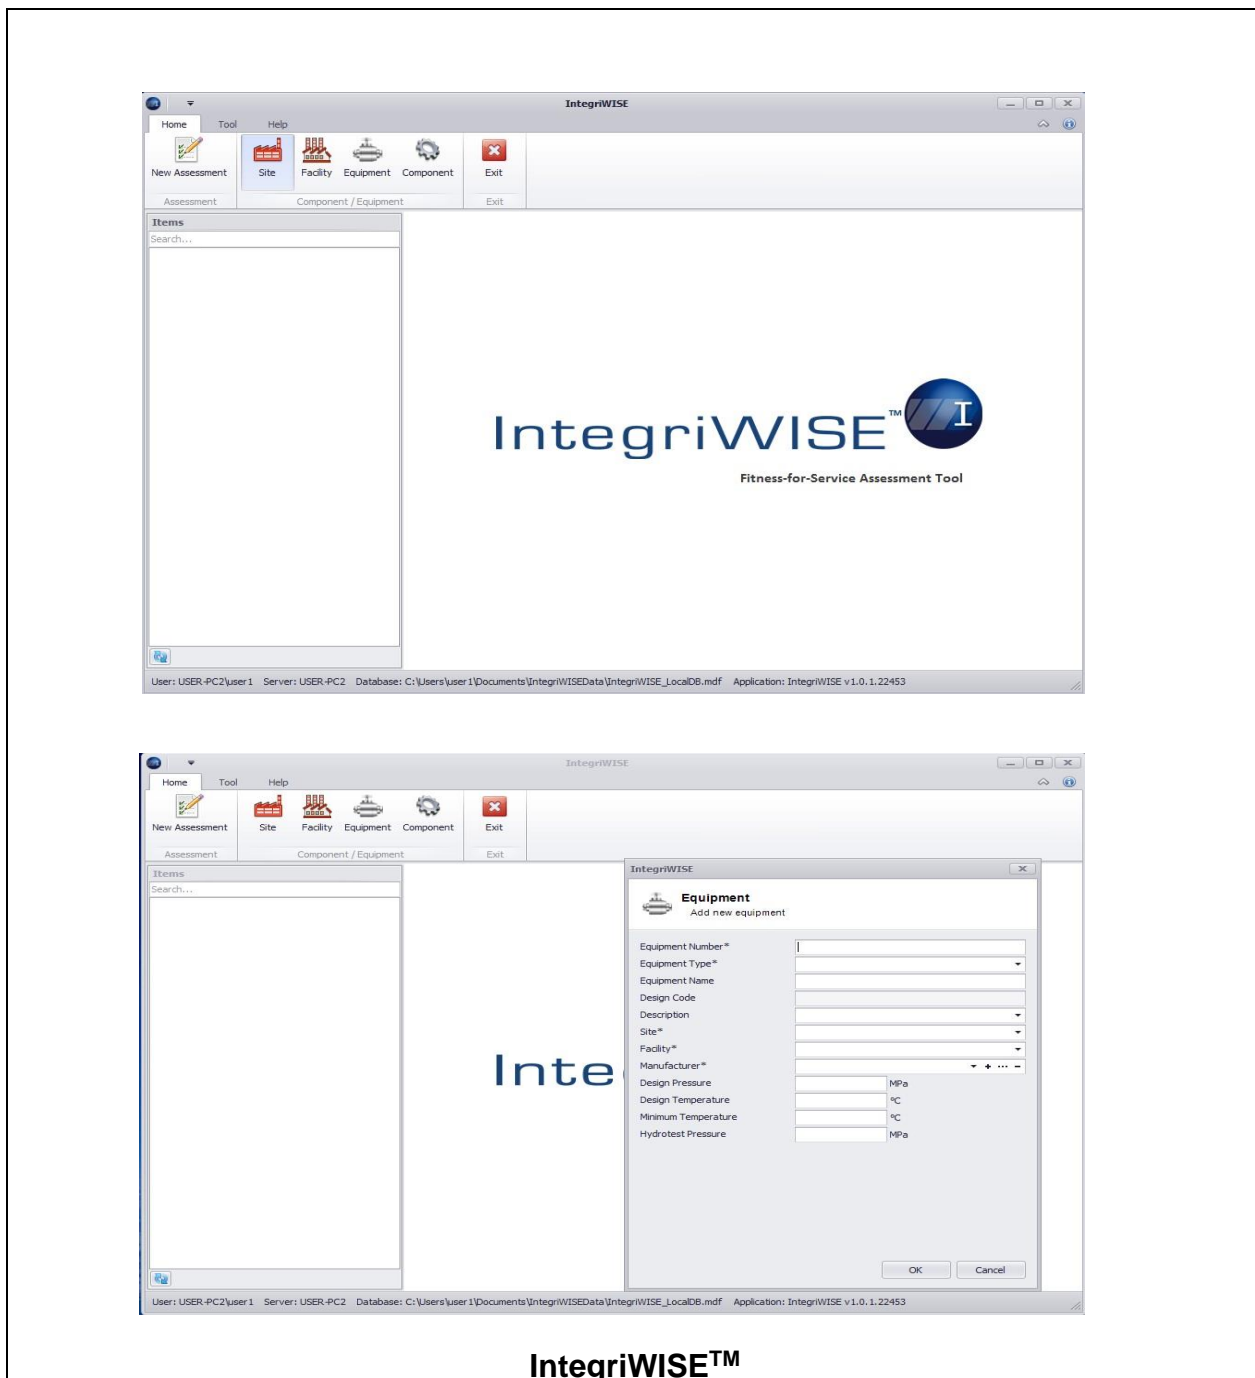 IntegriWISE
Home Tool Help
New Assessment Site Facility Equipment Component Exit
Assessment Component / Equipment Exit
Items
Search...
IntegriWISE™ I
Fitness-for-Service Assessment Tool
User: USER-PC2\user1 Server: USER-PC2 Database: C:\Users\user1\Documents\IntegriWISEData\IntegriWISE_LocalDB.mdf Application: IntegriWISE v1.0.1.22453
IntegriWISE
Home Tool Help
New Assessment Site Facility Equipment Component Exit
Assessment Component / Equipment Exit
Items
Search...
Inte
IntegriWISE
Equipment
Add new equipment
Equipment Number*
Equipment Type*
Equipment Name
Design Code
Description
Site*
Facility*
Manufacturer*
Design Pressure MPa
Design Temperature ºC
Minimum Temperature ºC
Hydrotest Pressure MPa
OK Cancel
User: USER-PC2\user1 Server: USER-PC2 Database: C:\Users\user1\Documents\IntegriWISEData\IntegriWISE_LocalDB.mdf Application: IntegriWISE v1.0.1.22453
IntegriWISE™